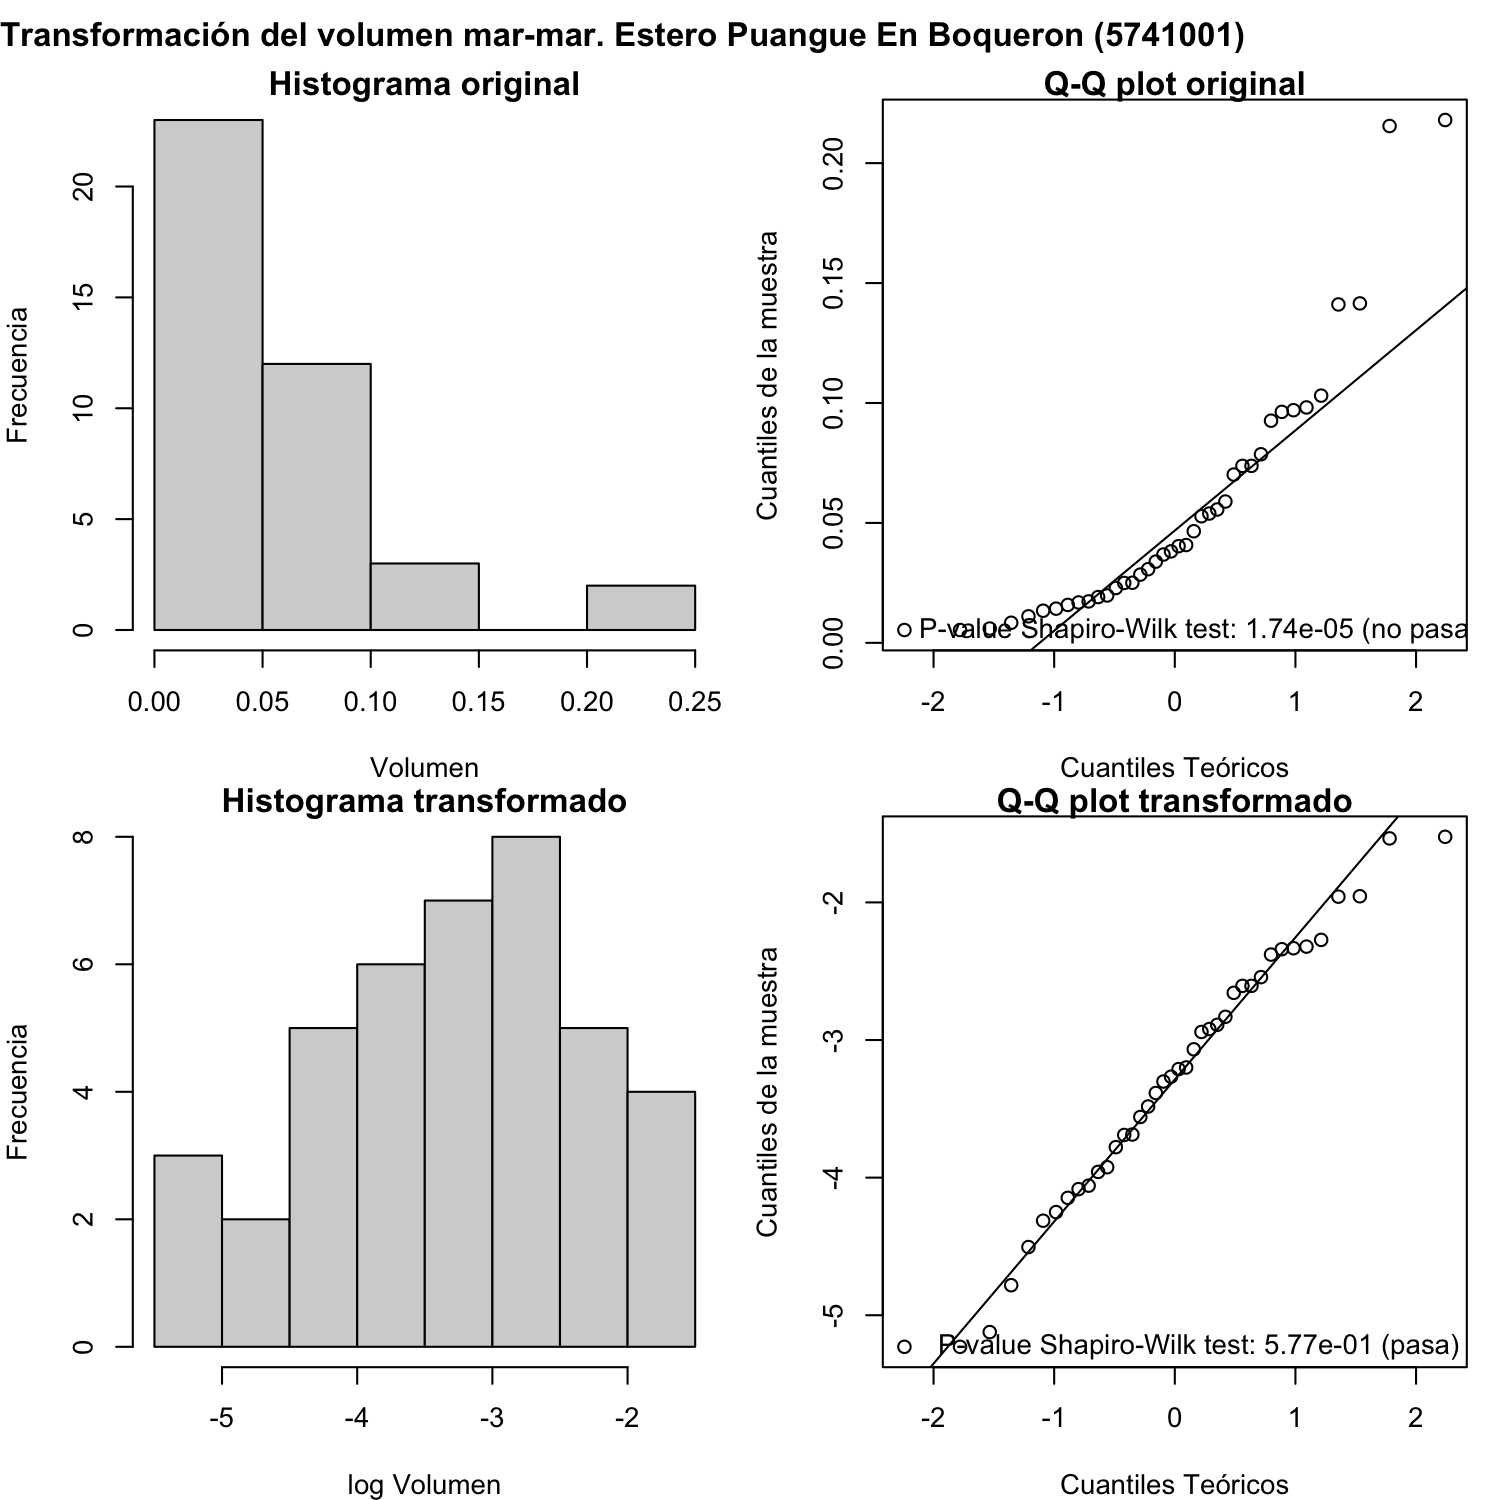 Transformación del volumen mar-mar. Estero Puangue En Boqueron (5741001)
Histograma original
Frecuencia
20
15
10
5
0
0.00 0.05 0.10 0.15 0.20 0.25
Volumen
Q-Q plot original
Cuantiles de la muestra
0.20
0.15
0.10
0.05
0.00
P-value Shapiro-Wilk test: 1.74e-05 (no pasa
-2 -1 0 1 2
Cuantiles Teóricos
Histograma transformado
Frecuencia
8
6
4
2
0
-5 -4 -3 -2
log Volumen
Q-Q plot transformado
Cuantiles de la muestra
-2
-3
-4
-5
P-value Shapiro-Wilk test: 5.77e-01 (pasa)
-2 -1 0 1 2
Cuantiles Teóricos